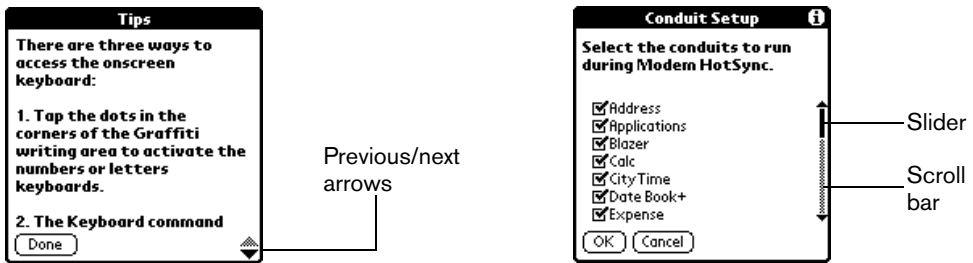 Tips
There are three ways to
access the onscreen
keyboard:
1. Tap the dots in the
corners of the Graffiti
writing area to activate the
numbers or letters
keyboards.
2. The Keyboard command
Done
Previous/next
arrows
Conduit Setup
i
Select the conduits to run
during Modem HotSync.
Address
Applications
Blazer
Calc
CityTime
Date Book+
Expense
OK Cancel
Slider
Scroll
bar